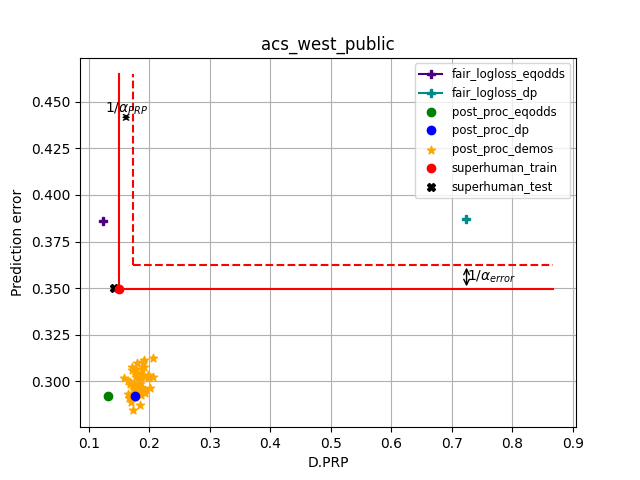 acs_west_public
Prediction error
0.450
0.425
0.400
0.375
0.350
0.325
0.300
1/α_PRP
1/α_error
fair_logloss_eqodds
fair_logloss_dp
post_proc_eqodds
post_proc_dp
post_proc_demos
superhuman_train
superhuman_test
0.1 0.2 0.3 0.4 0.5 0.6 0.7 0.8 0.9
D.PRP